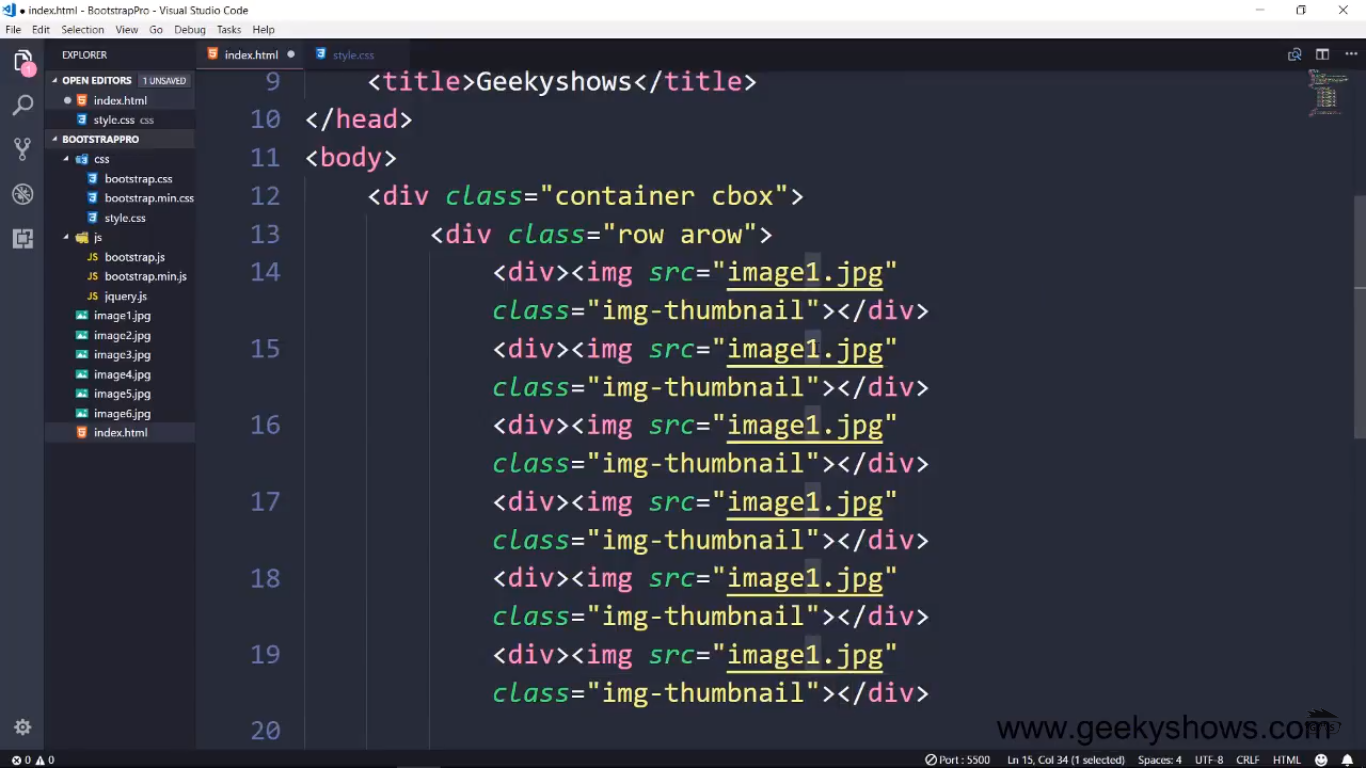 ● index.html - BootstrapPro - Visual Studio Code
File Edit Selection View Go Debug Tasks Help
EXPLORER
OPEN EDITORS 1 UNSAVED
index.html
style.css css
BOOTSTRAPPRO
css
bootstrap.css
bootstrap.min.css
style.css
js
JS bootstrap.js
JS bootstrap.min.js
JS jquery.js
image1.jpg
image2.jpg
image3.jpg
image4.jpg
image5.jpg
image6.jpg
index.html
1
index.html ● style.css
9 <title>Geekyshows</title>
10 </head>
11 <body>
12 <div class="container cbox">
13 <div class="row arow">
14 <div><img src="image1.jpg"
class="img-thumbnail"></div>
15 <div><img src="image1.jpg"
class="img-thumbnail"></div>
16 <div><img src="image1.jpg"
class="img-thumbnail"></div>
17 <div><img src="image1.jpg"
class="img-thumbnail"></div>
18 <div><img src="image1.jpg"
class="img-thumbnail"></div>
19 <div><img src="image1.jpg"
class="img-thumbnail"></div>
20
www.geekyshows.com
0 0 Port : 5500 Ln 15, Col 34 (1 selected) Spaces: 4 UTF-8 CRLF HTML